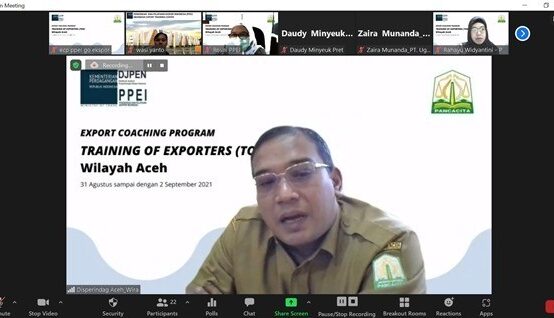 n Meeting
ecp ppei go ekspor
wasi yanto
Rosal PPEI
Daudy Minyeuk...
Daudy Minyeuk Pret
Zaira Munanda_...
Zaira Munanda_PT. Ug...
Rahayu Widyantini - P
Recording...
KEMENTERIAN
PERDAGANGAN
REPUBLIK INDONESIA
DJPEN
PPEI
PANCACITA
EXPORT COACHING PROGRAM
TRAINING OF EXPORTERS (TO
Wilayah Aceh
31 Agustus sampai dengan 2 September 2021
Disperindag Aceh_Wira
mute
Stop Video
Security
22
Participants
Polls
Chat
Share Screen
Pause/Stop Recording
Breakout Rooms
Reactions
Apps